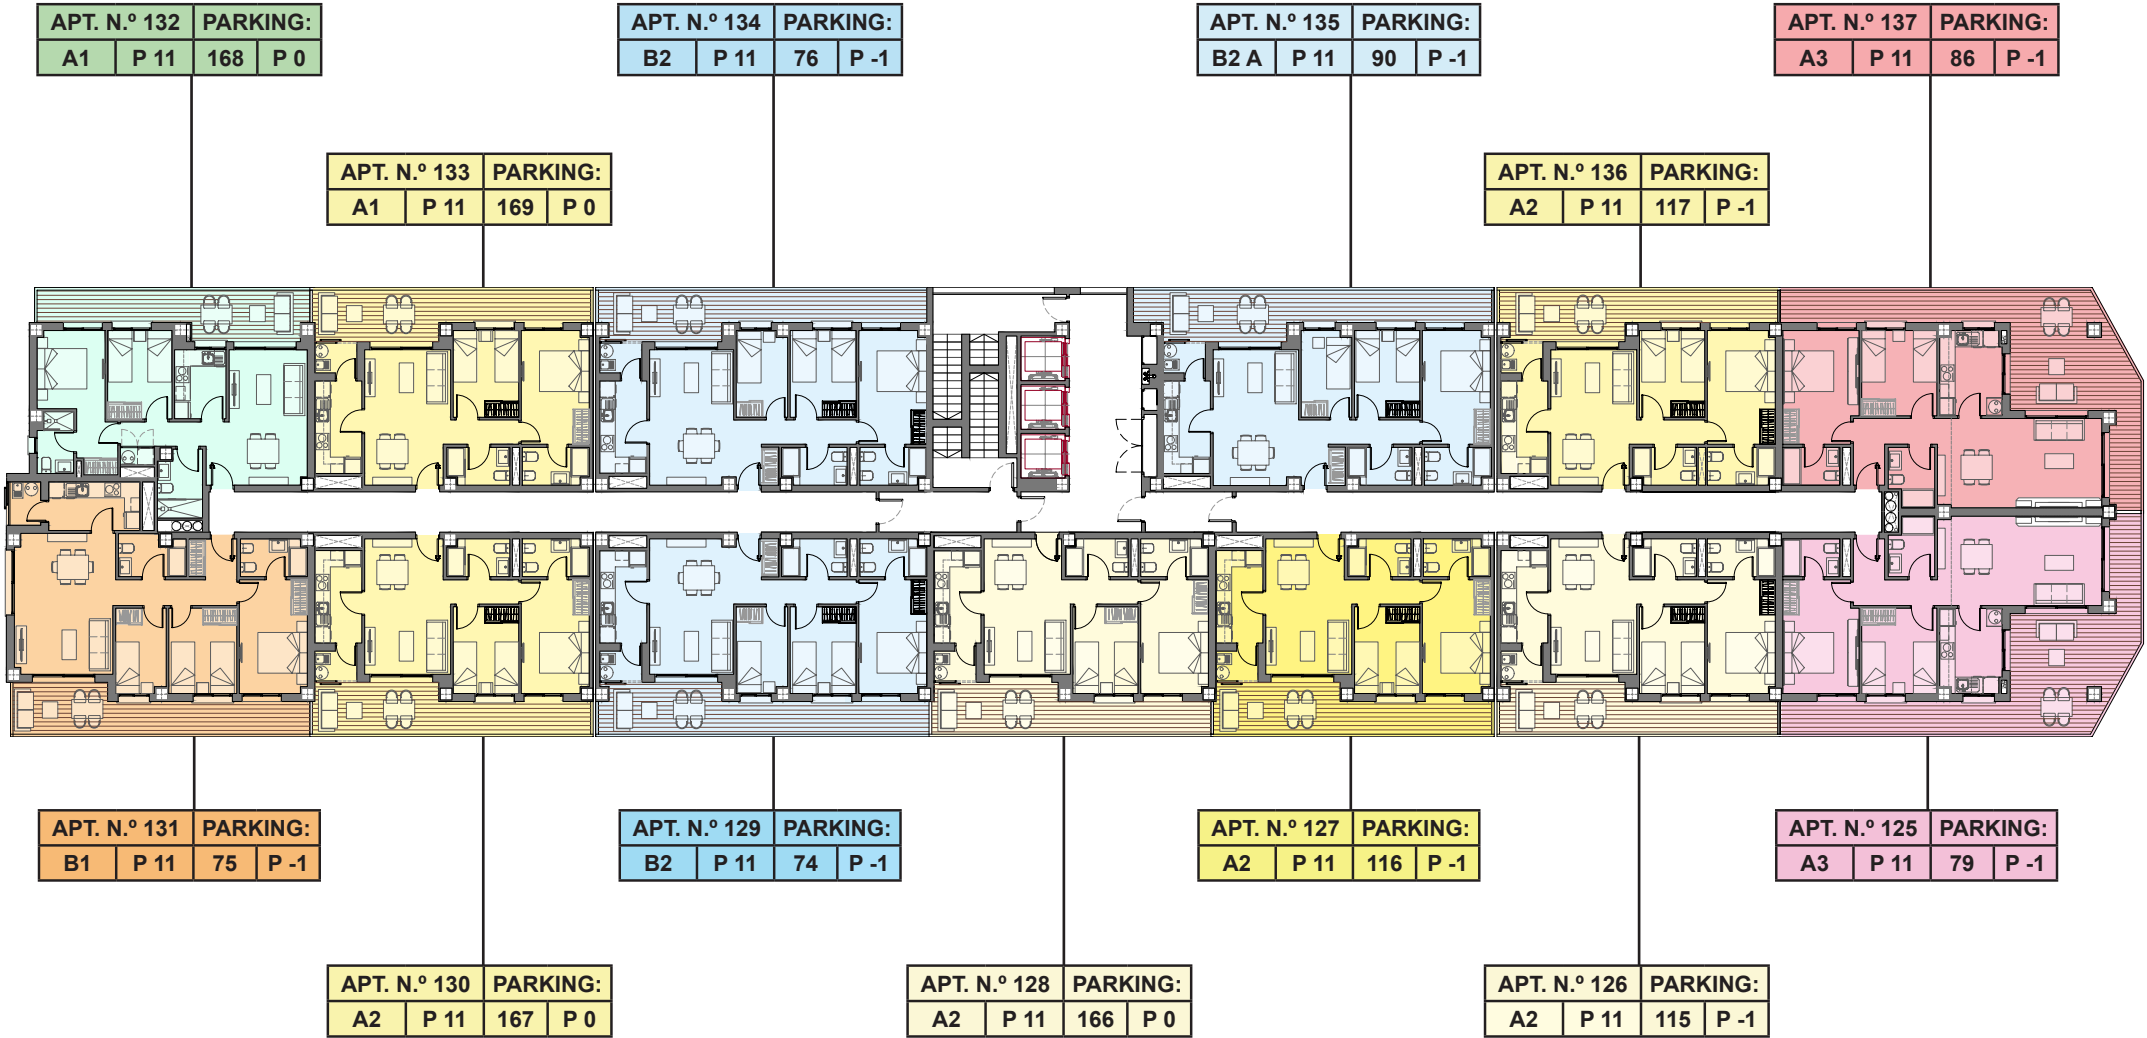 APT. N.º 132 PARKING:
A1 P 11 168 P 0
APT. N.º 134 PARKING:
B2 P 11 76 P -1
APT. N.º 135 PARKING:
B2 A P 11 90 P -1
APT. N.º 137 PARKING:
A3 P 11 86 P -1
APT. N.º 133 PARKING:
A1 P 11 169 P 0
APT. N.º 136 PARKING:
A2 P 11 117 P -1
APT. N.º 131 PARKING:
B1 P 11 75 P -1
APT. N.º 129 PARKING:
B2 P 11 74 P -1
APT. N.º 127 PARKING:
A2 P 11 116 P -1
APT. N.º 125 PARKING:
A3 P 11 79 P -1
APT. N.º 130 PARKING:
A2 P 11 167 P 0
APT. N.º 128 PARKING:
A2 P 11 166 P 0
APT. N.º 126 PARKING:
A2 P 11 115 P -1